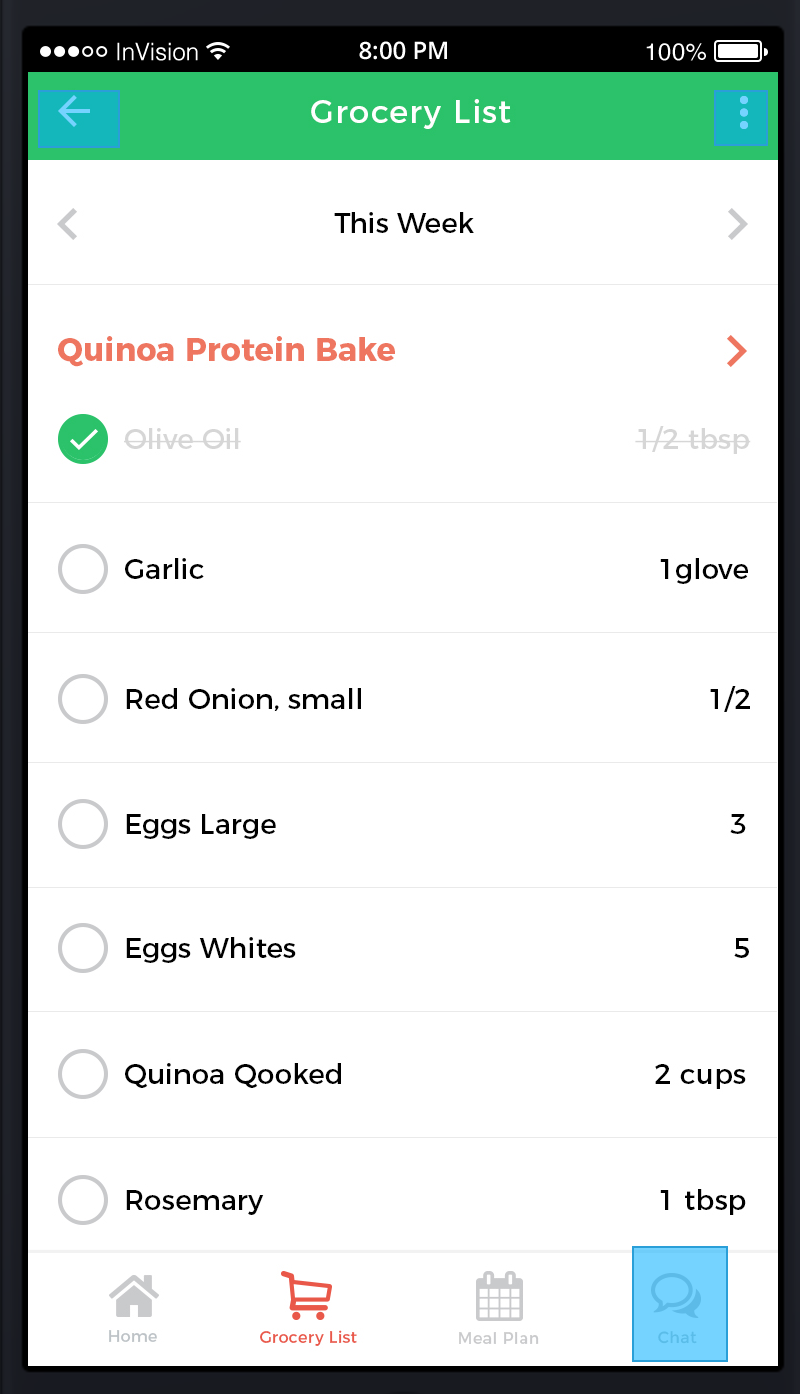 InVision 8:00 PM 100%
Grocery List
This Week
Quinoa Protein Bake
Olive Oil 1/2 tbsp
Garlic 1 glove
Red Onion, small 1/2
Eggs Large 3
Eggs Whites 5
Quinoa Qooked 2 cups
Rosemary 1 tbsp
Home Grocery List Meal Plan Chat